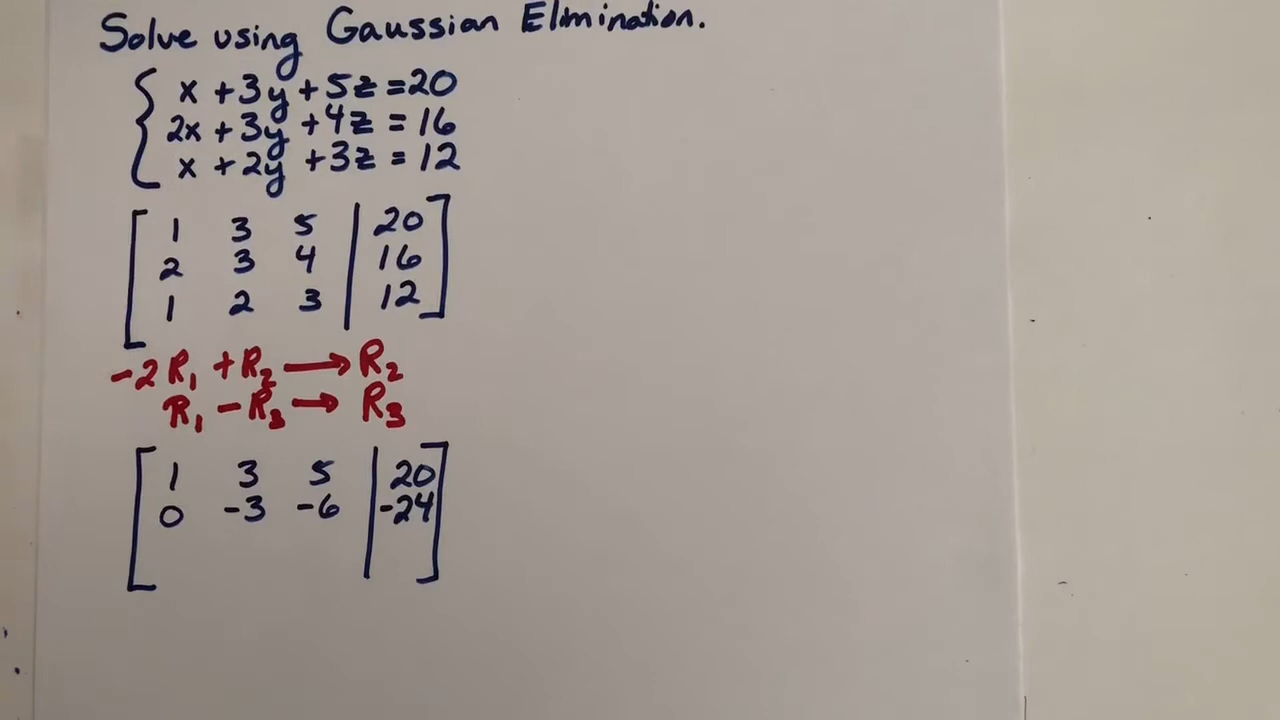 Solve using Gaussian Elimination.
x + 3y + 5z = 20
2x + 3y + 4z = 16
x + 2y + 3z = 12
1 3 5 | 20
2 3 4 | 16
1 2 3 | 12
-2R₁ + R₂ → R₂
R₁ - R₃ → R₃
1 3 5 | 20
0 -3 -6 | -24